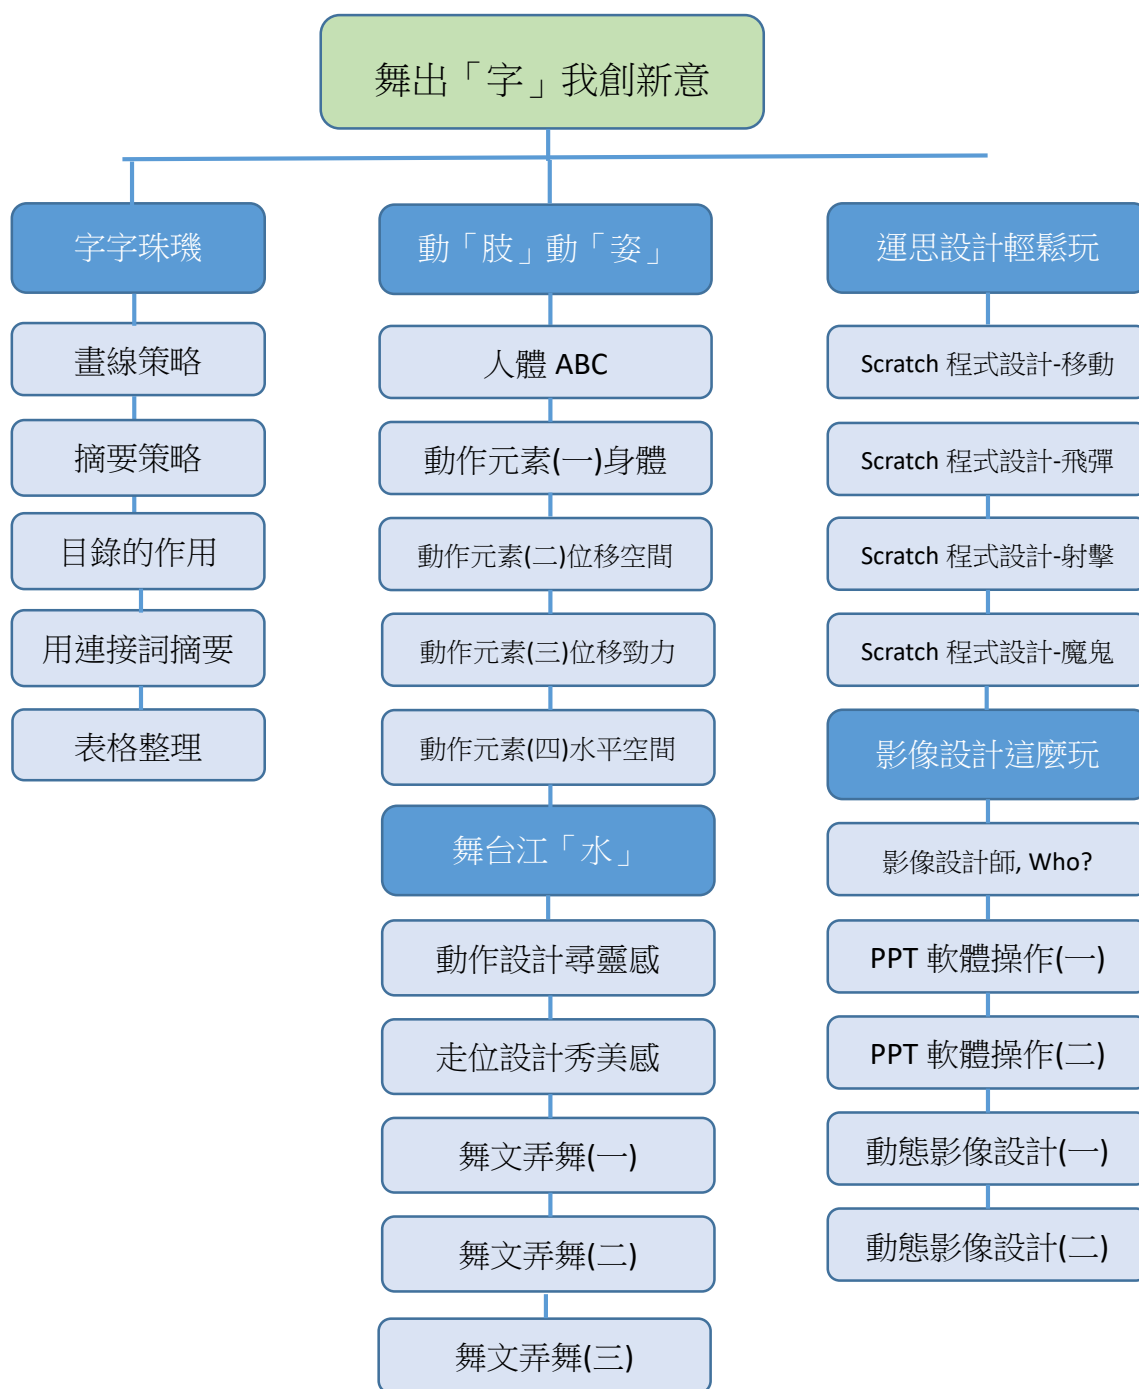 舞出「字」我創新意
字字珠璣
畫線策略
摘要策略
目錄的作用
用連接詞摘要
表格整理
動「肢」動「姿」
人體 ABC
動作元素(一)身體
動作元素(二)位移空間
動作元素(三)位移勁力
動作元素(四)水平空間
舞台江「水」
動作設計尋靈感
走位設計秀美感
舞文弄舞(一)
舞文弄舞(二)
舞文弄舞(三)
運思設計輕鬆玩
Scratch 程式設計-移動
Scratch 程式設計-飛彈
Scratch 程式設計-射擊
Scratch 程式設計-魔鬼
影像設計這麼玩
影像設計師, Who?
PPT 軟體操作(一)
PPT 軟體操作(二)
動態影像設計(一)
動態影像設計(二)